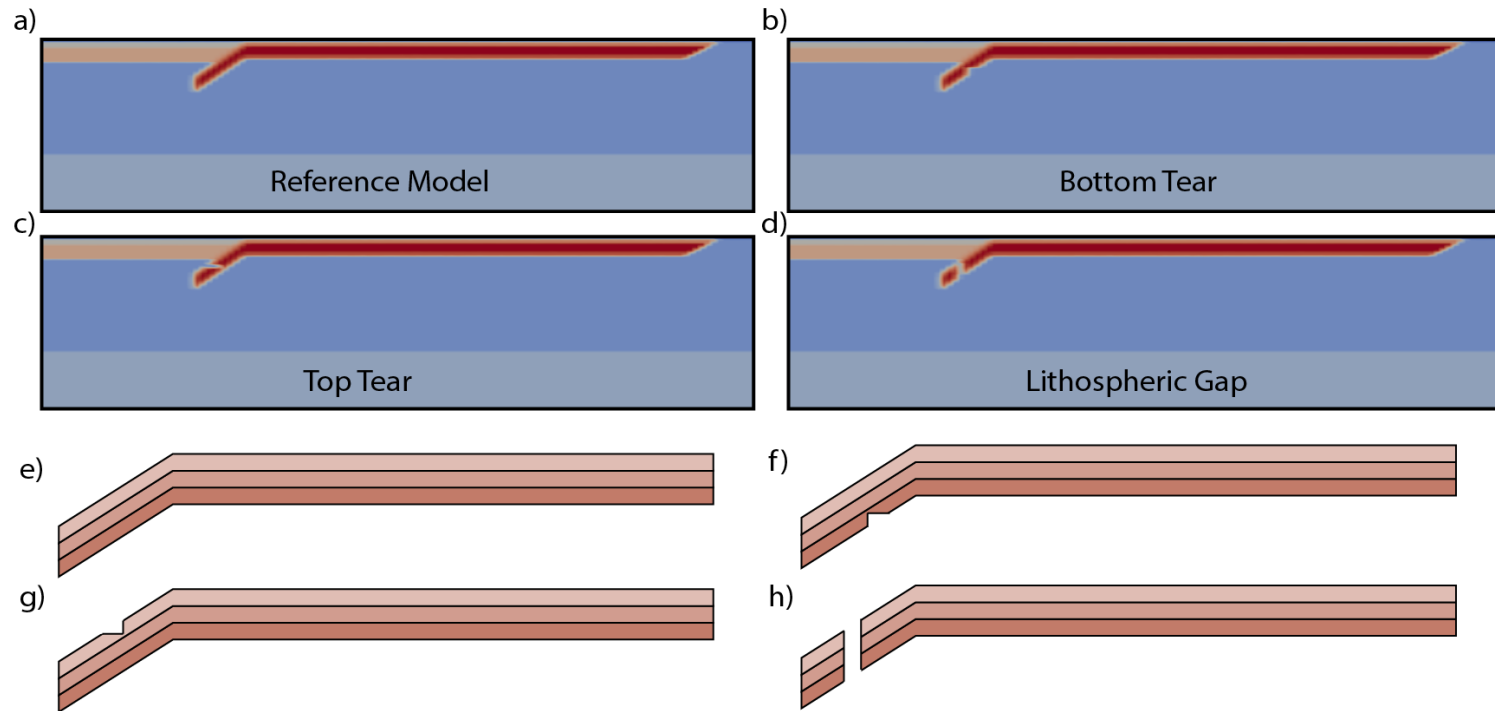 a)
b)
Reference Model
Bottom Tear
c)
d)
Top Tear
Lithospheric Gap
e)
f)
g)
h)